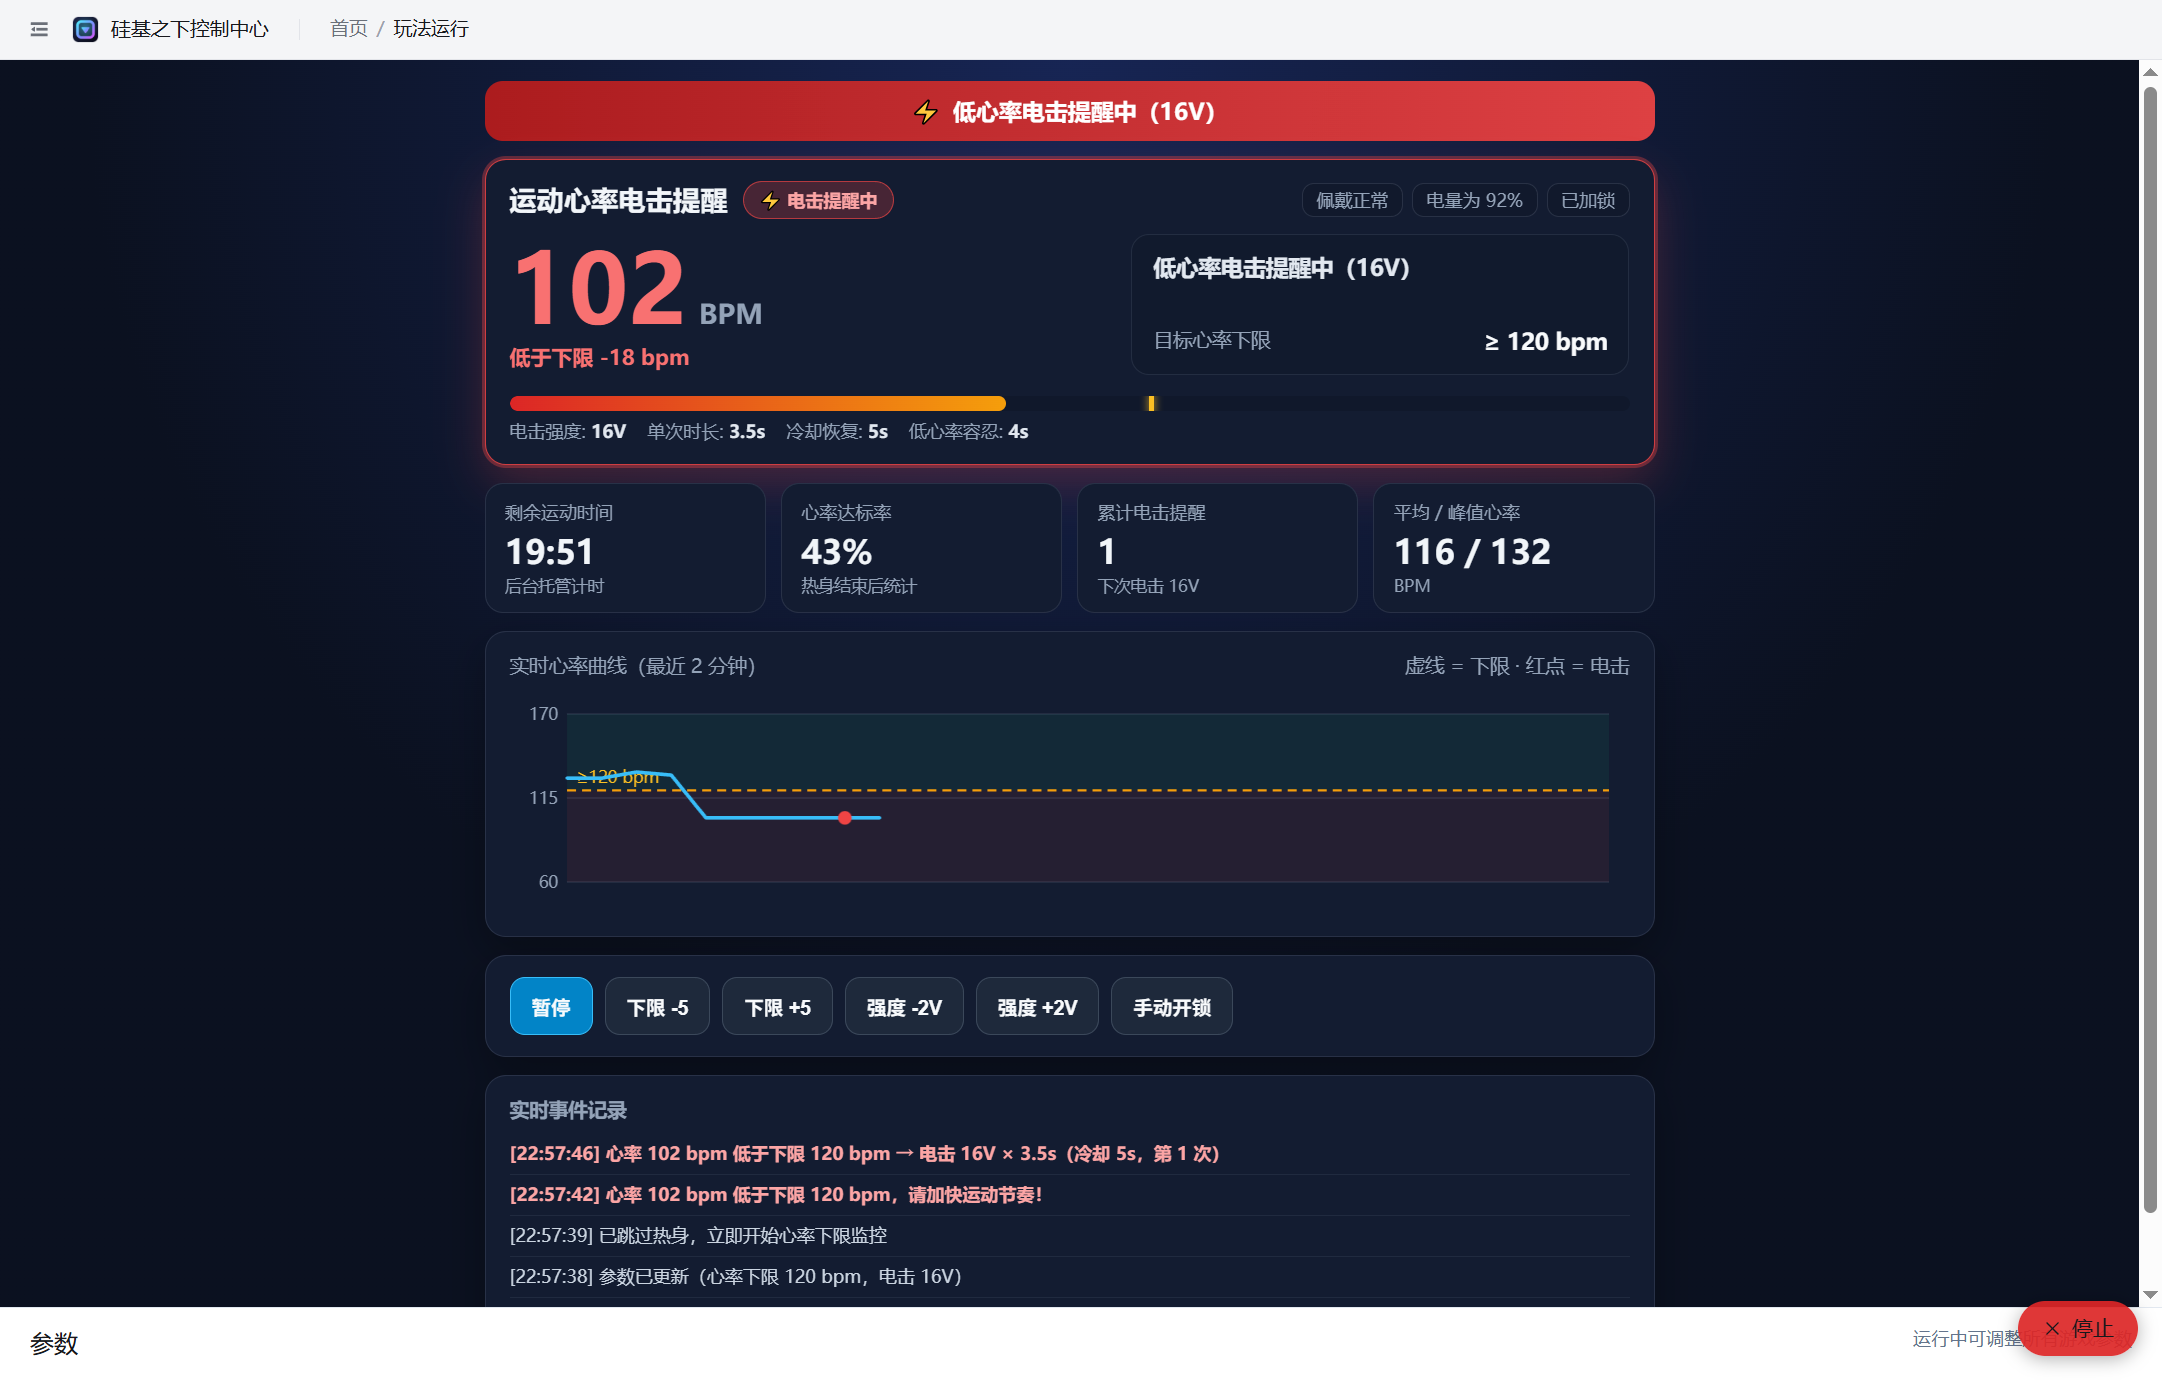 硅基之下控制中心
首页 / 玩法运行
⚡ 低心率电击提醒中（16V）
运动心率电击提醒
⚡ 电击提醒中
佩戴正常
电量为 92%
已加锁
102 BPM
低于下限 -18 bpm
低心率电击提醒中（16V）
目标心率下限
≥ 120 bpm
电击强度: 16V 单次时长: 3.5s 冷却恢复: 5s 低心率容忍: 4s
剩余运动时间
19:51
后台托管计时
心率达标率
43%
热身结束后统计
累计电击提醒
1
下次电击 16V
平均 / 峰值心率
116 / 132
BPM
实时心率曲线（最近 2 分钟）
虚线 = 下限 · 红点 = 电击
170
≥120 bpm
115
60
暂停
下限 -5
下限 +5
强度 -2V
强度 +2V
手动开锁
实时事件记录
[22:57:46] 心率 102 bpm 低于下限 120 bpm → 电击 16V × 3.5s（冷却 5s，第 1 次）
[22:57:42] 心率 102 bpm 低于下限 120 bpm，请加快运动节奏！
[22:57:39] 已跳过热身，立即开始心率下限监控
[22:57:38] 参数已更新（心率下限 120 bpm，电击 16V）
参数
运行中可调整所有
× 停止